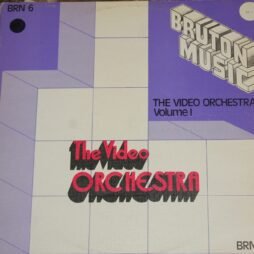 BRN 6
BRUTON
MUSIC
THE VIDEO ORCHESTRA
Volume I
The Video
ORCHESTRA
BRN